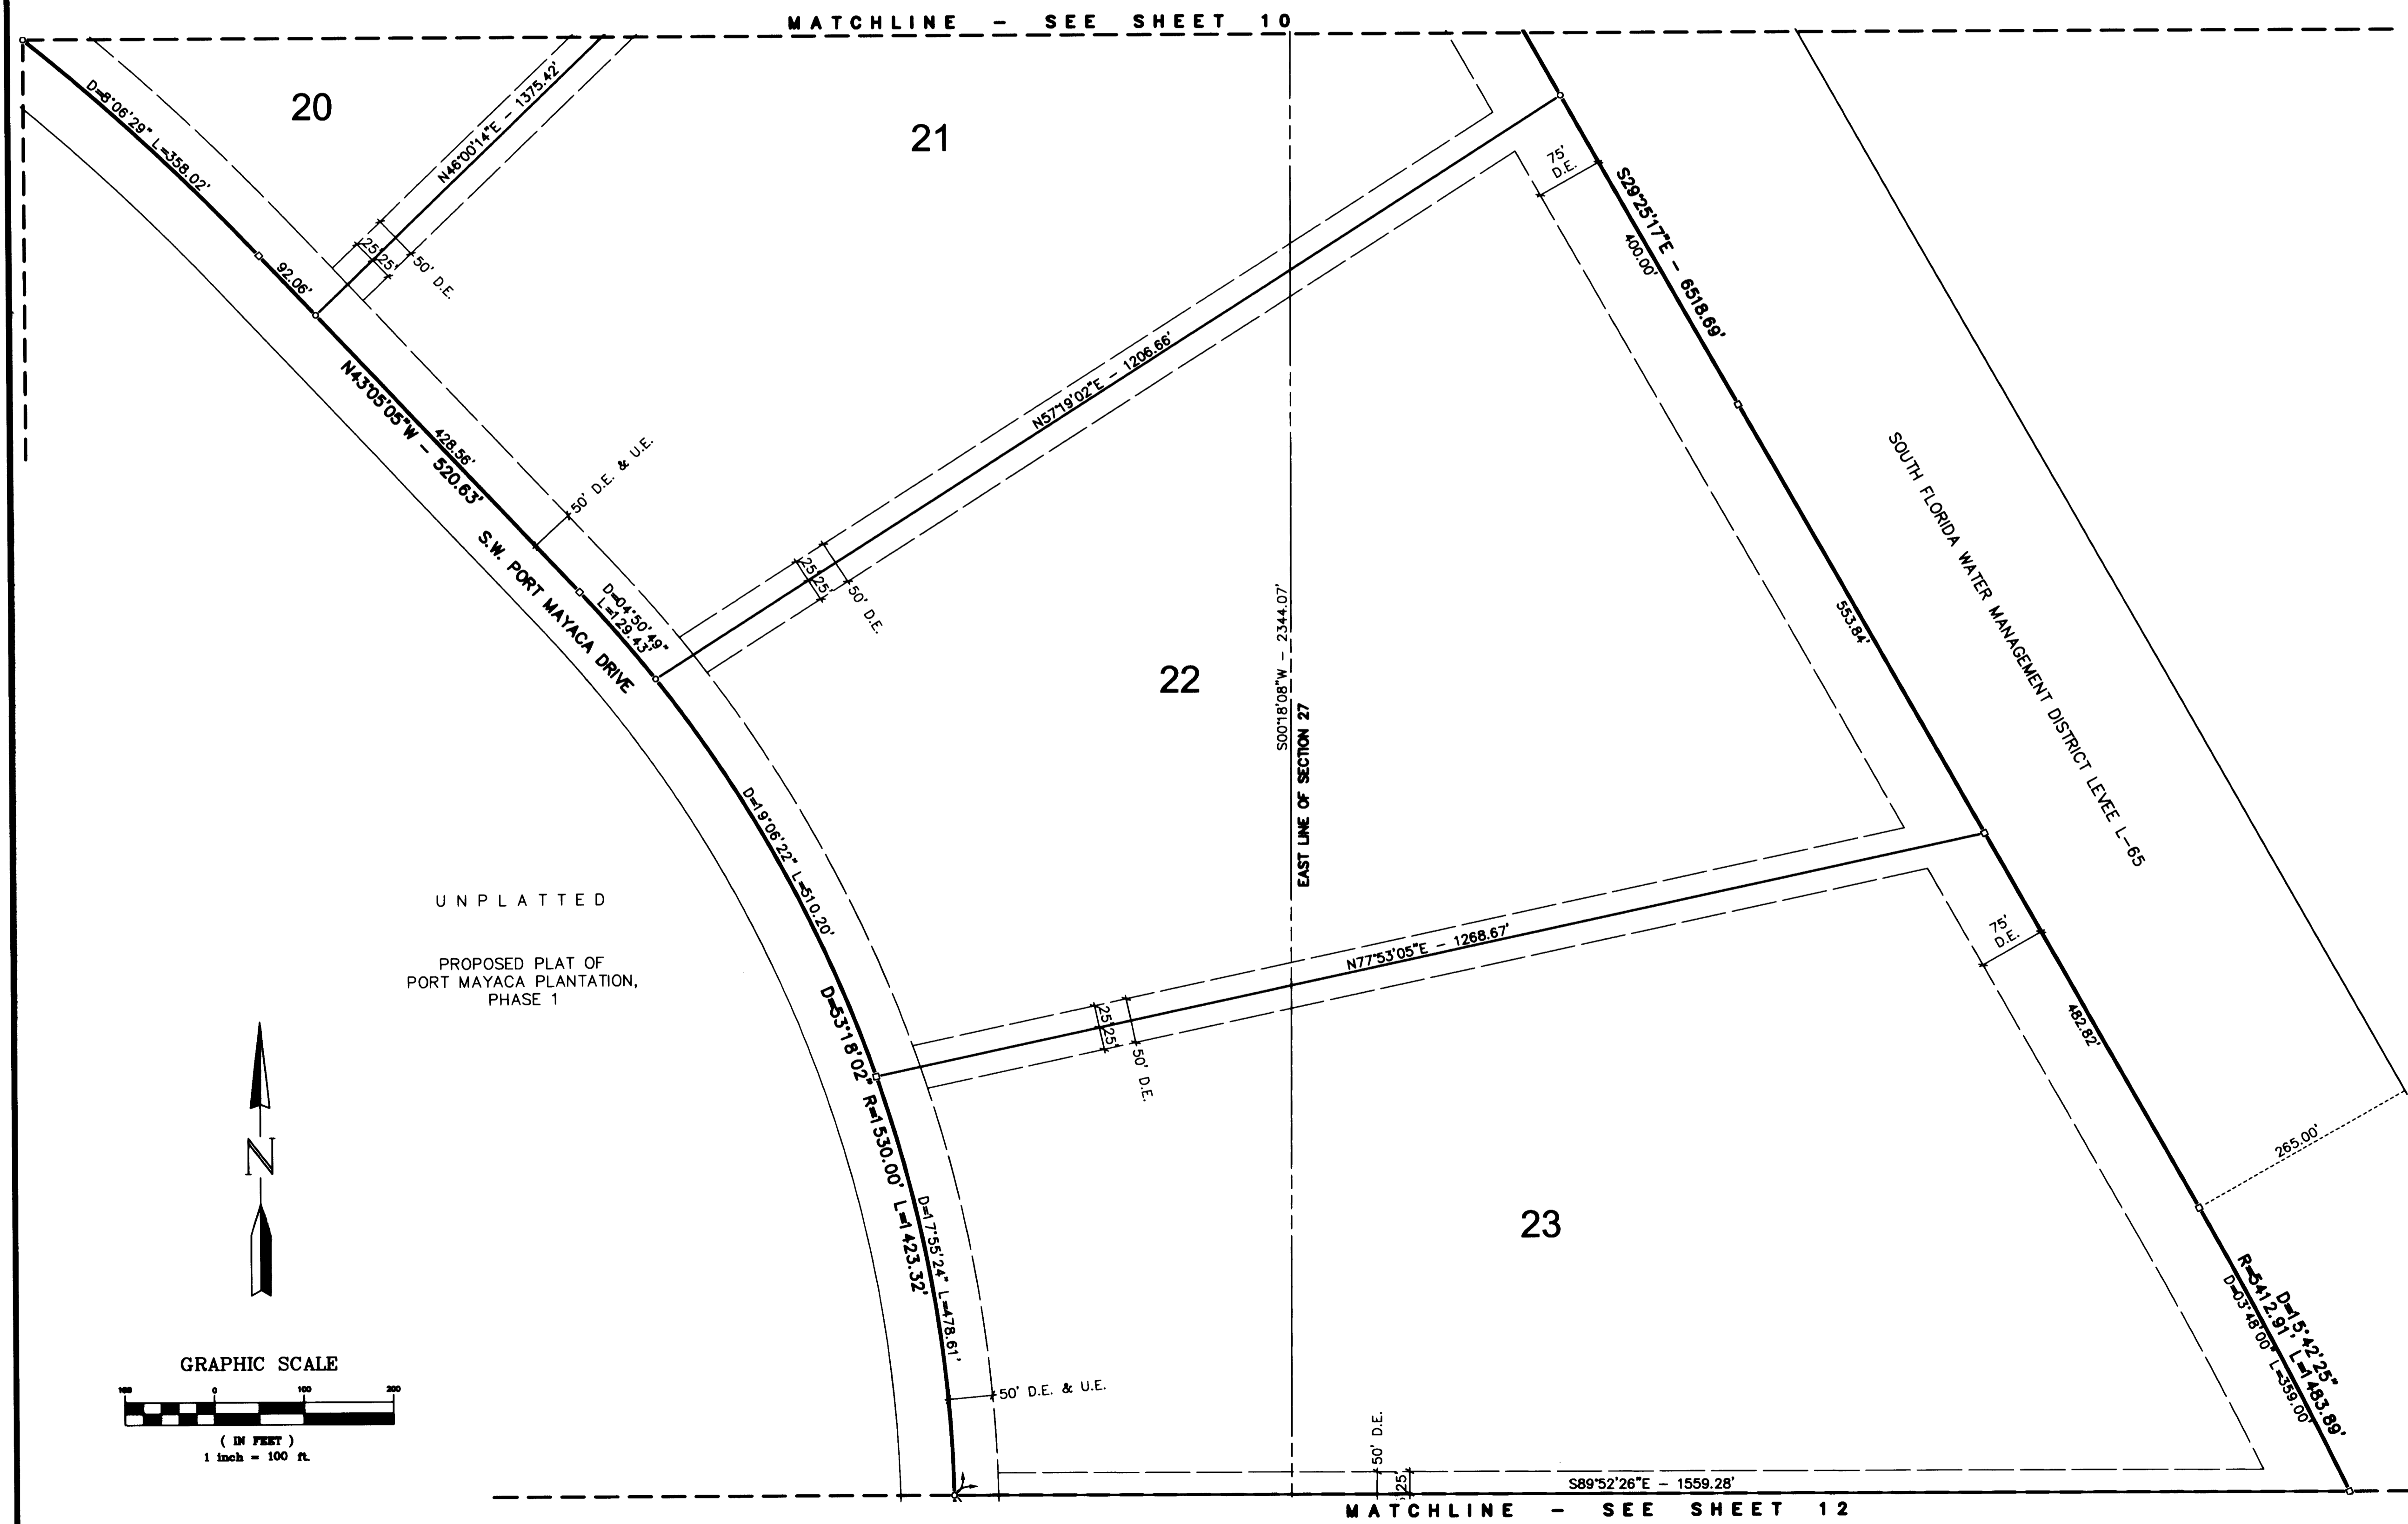 MATCHLINE - SEE SHEET 10
D=8°06'29" L=358.02'
20
N46°00'14"E - 1375.42'
21
25' 25'
50' D.E.
92.06'
75'
D.E.
S29°25'17"E - 6518.69'
400.00'
N57°19'02"E - 1206.66'
N43°05'05"W - 520.63'
428.56'
50' D.E. & U.E.
S.W. PORT MAYACA DRIVE
D=04°50'49"
L=129.43'
25' 25'
50' D.E.
SOUTH FLORIDA WATER MANAGEMENT DISTRICT LEVEE L-65
553.84'
22
S00°18'08"W - 2344.07'
EAST LINE OF SECTION 27
D=19°06'22" L=510.20'
UNPLATTED
PROPOSED PLAT OF
PORT MAYACA PLANTATION,
PHASE 1
N77°53'05"E - 1268.67'
75'
D.E.
25' 25'
50' D.E.
482.82'
D=53°18'02" R=1530.00' L=1423.32'
N
265.00'
23
D=17°55'24" L=478.61'
D=15°42'25"
R=5412.91' L=1483.89'
D=03°48'00" L=359.00'
GRAPHIC SCALE
100 0 100 200
( IN FEET )
1 inch = 100 ft.
50' D.E. & U.E.
50' D.E.
25'
S89°52'26"E - 1559.28'
MATCHLINE - SEE SHEET 12